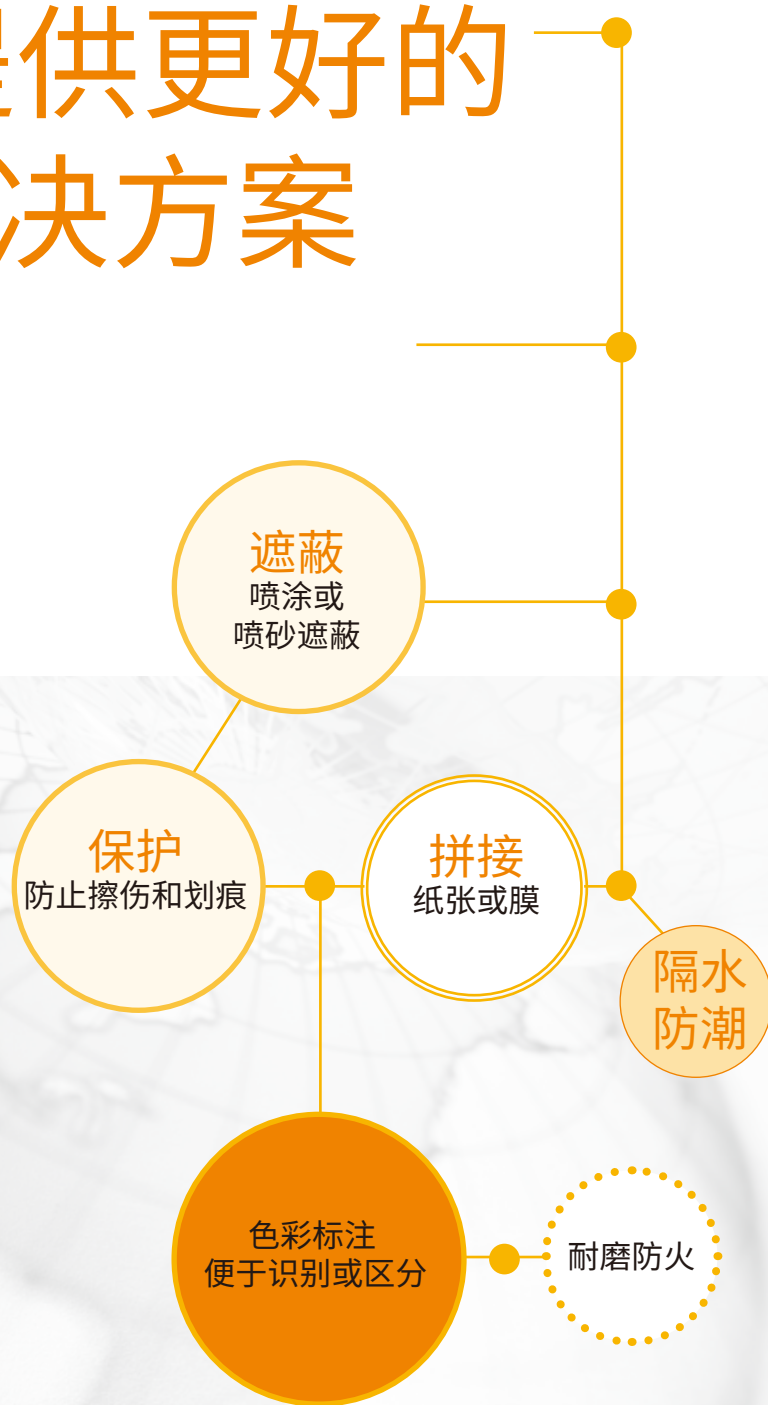 供更好的
决方案
遮蔽
喷涂或
喷砂遮蔽
保护
防止擦伤和划痕
拼接
纸张或膜
隔水
防潮
色彩标注
便于识别或区分
耐磨防火